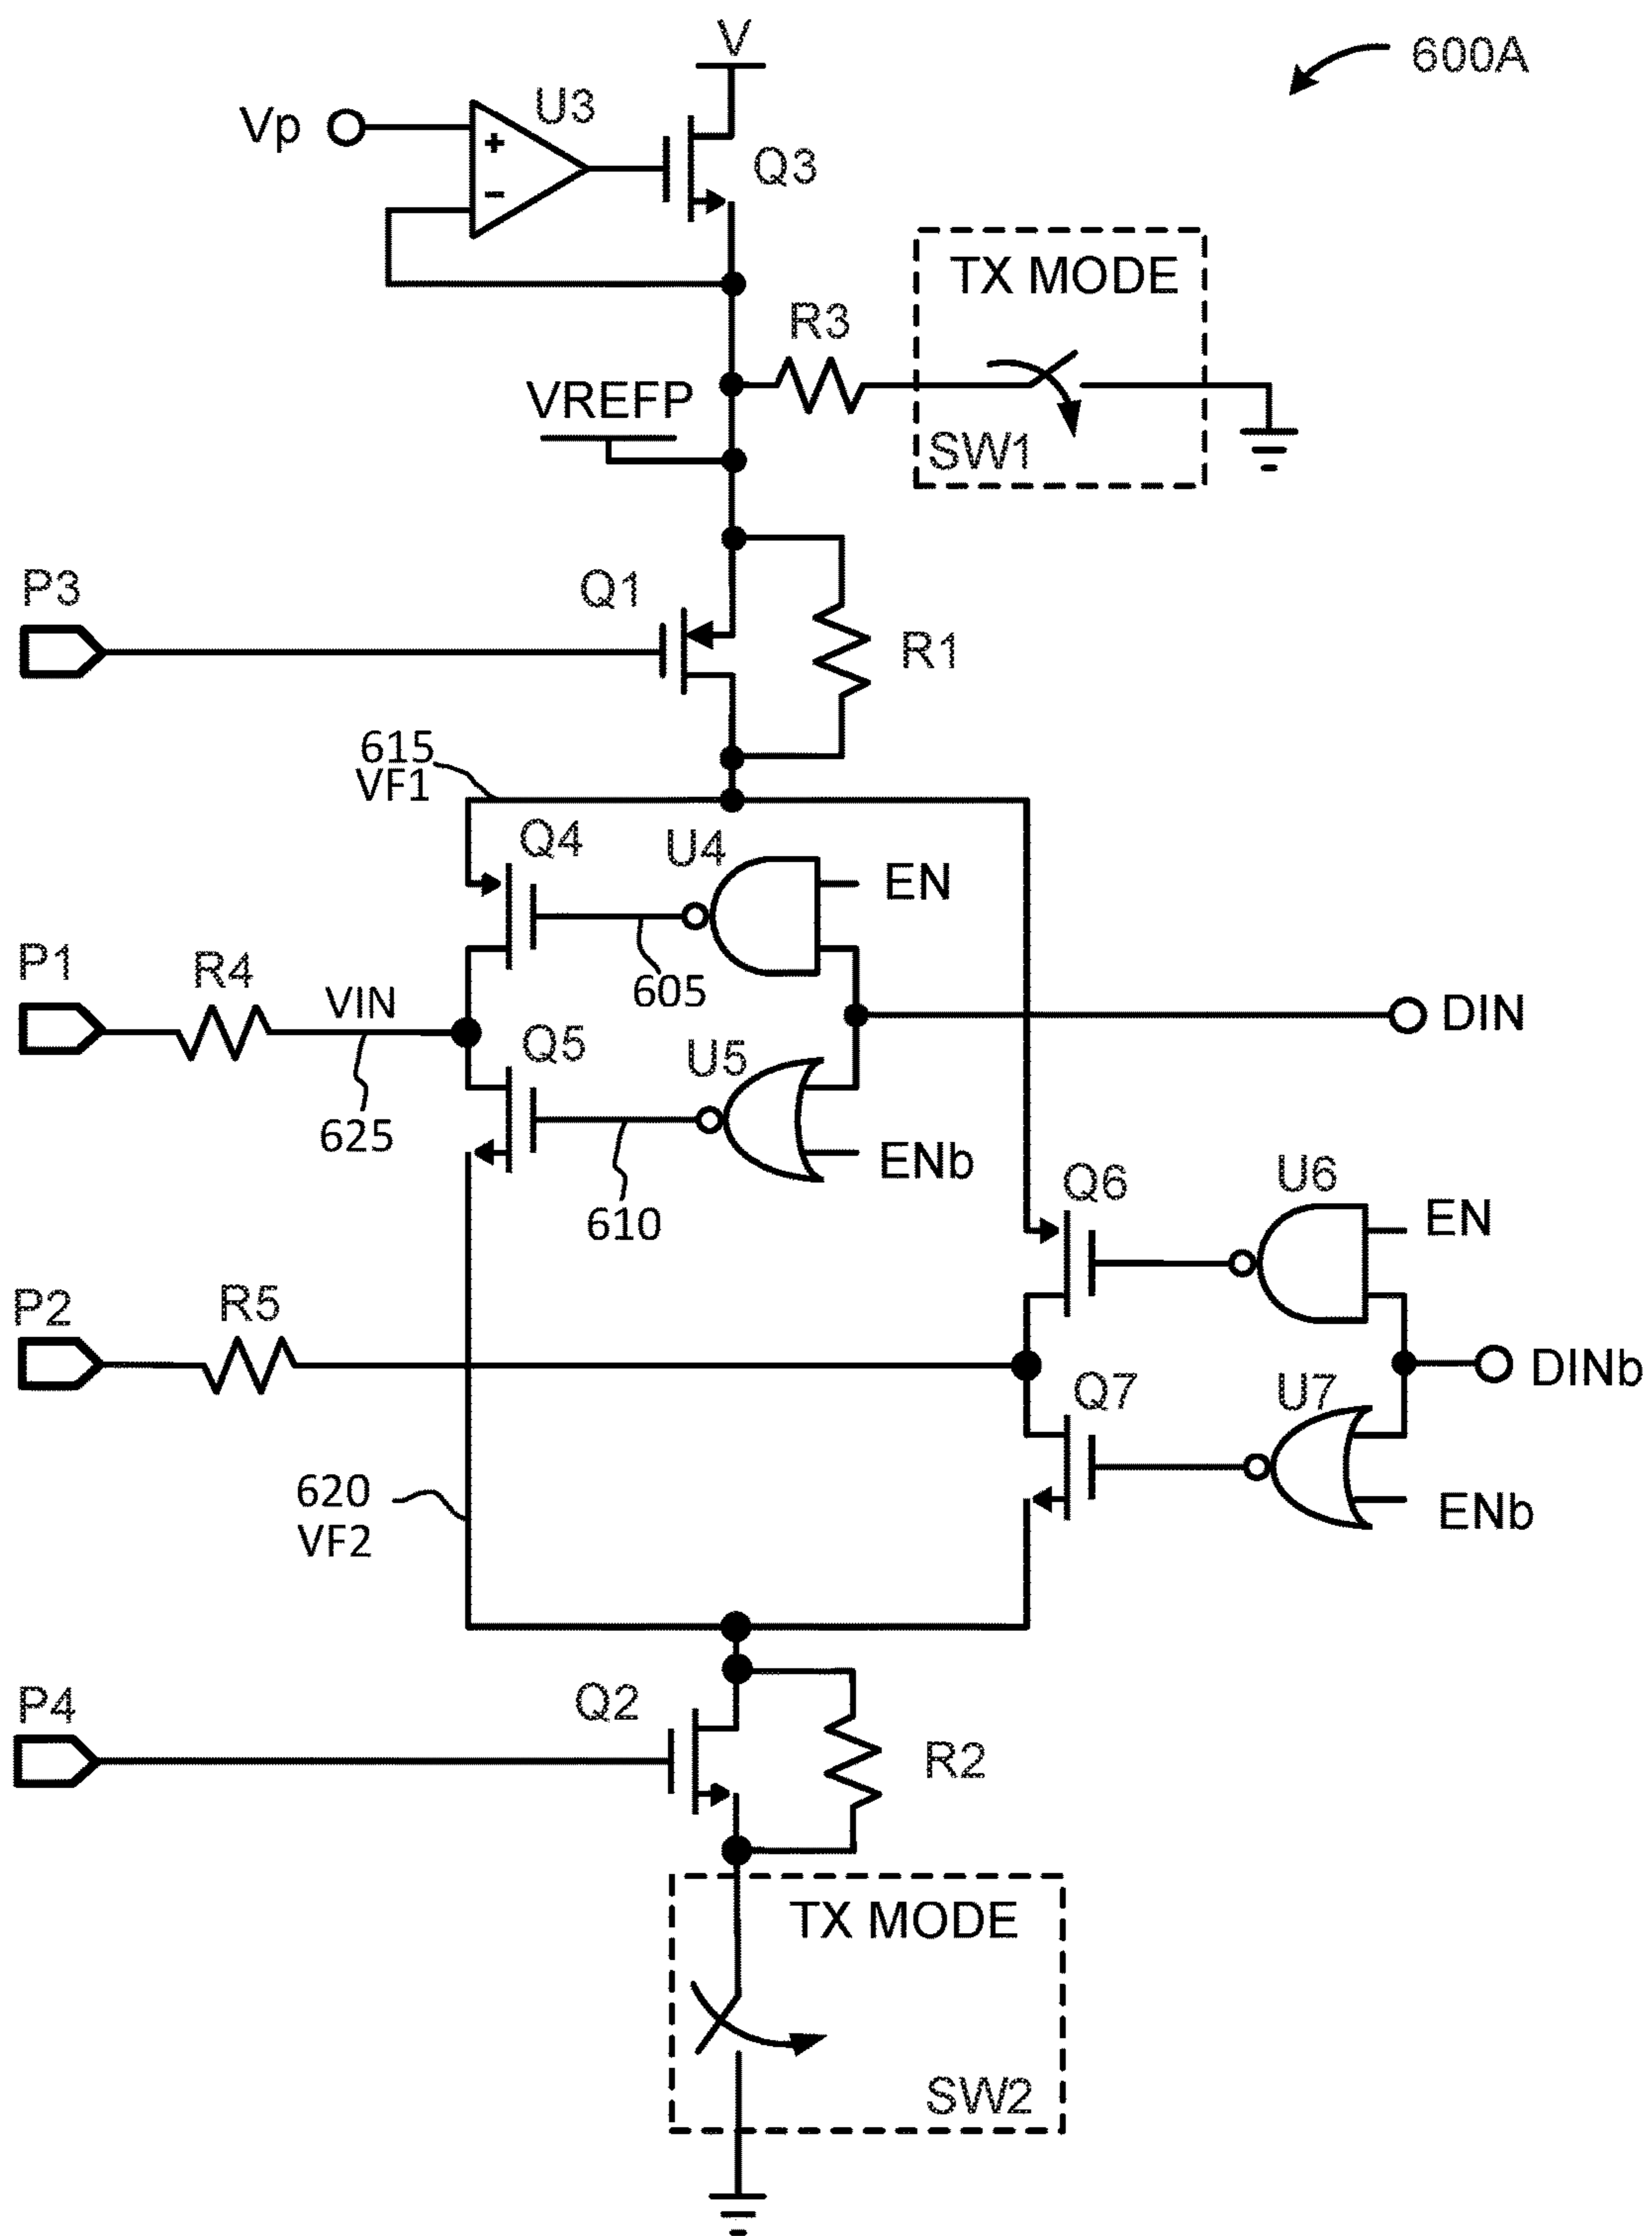 V
600A
Vp
+
-
U3
Q3
TX MODE
R3
VREFP
SW1
P3
Q1
R1
615
VF1
Q4
U4
EN
P1
R4
VIN
605
DIN
Q5
U5
625
ENb
610
Q6
U6
EN
P2
R5
DINb
Q7
U7
620
VF2
ENb
P4
Q2
R2
TX MODE
SW2